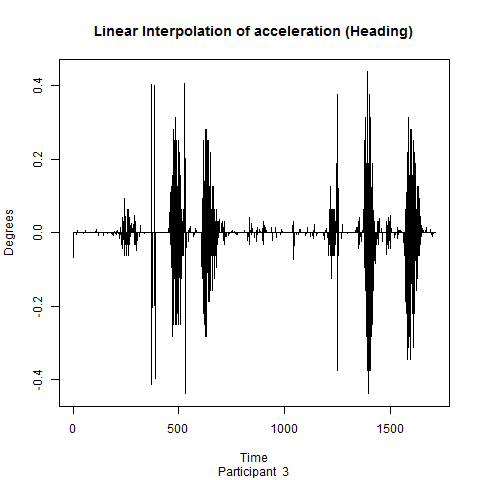 Linear Interpolation of acceleration (Heading)
0.4
0.2
0.0
-0.2
-0.4
Degrees
0 500 1000 1500
Time
Participant 3